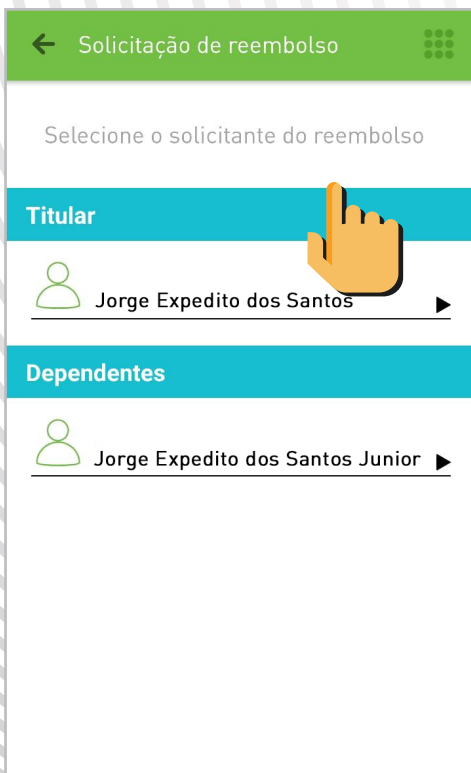 Solicitação de reembolso
Selecione o solicitante do reembolso
Titular
Jorge Expedito dos Santos
Dependentes
Jorge Expedito dos Santos Junior